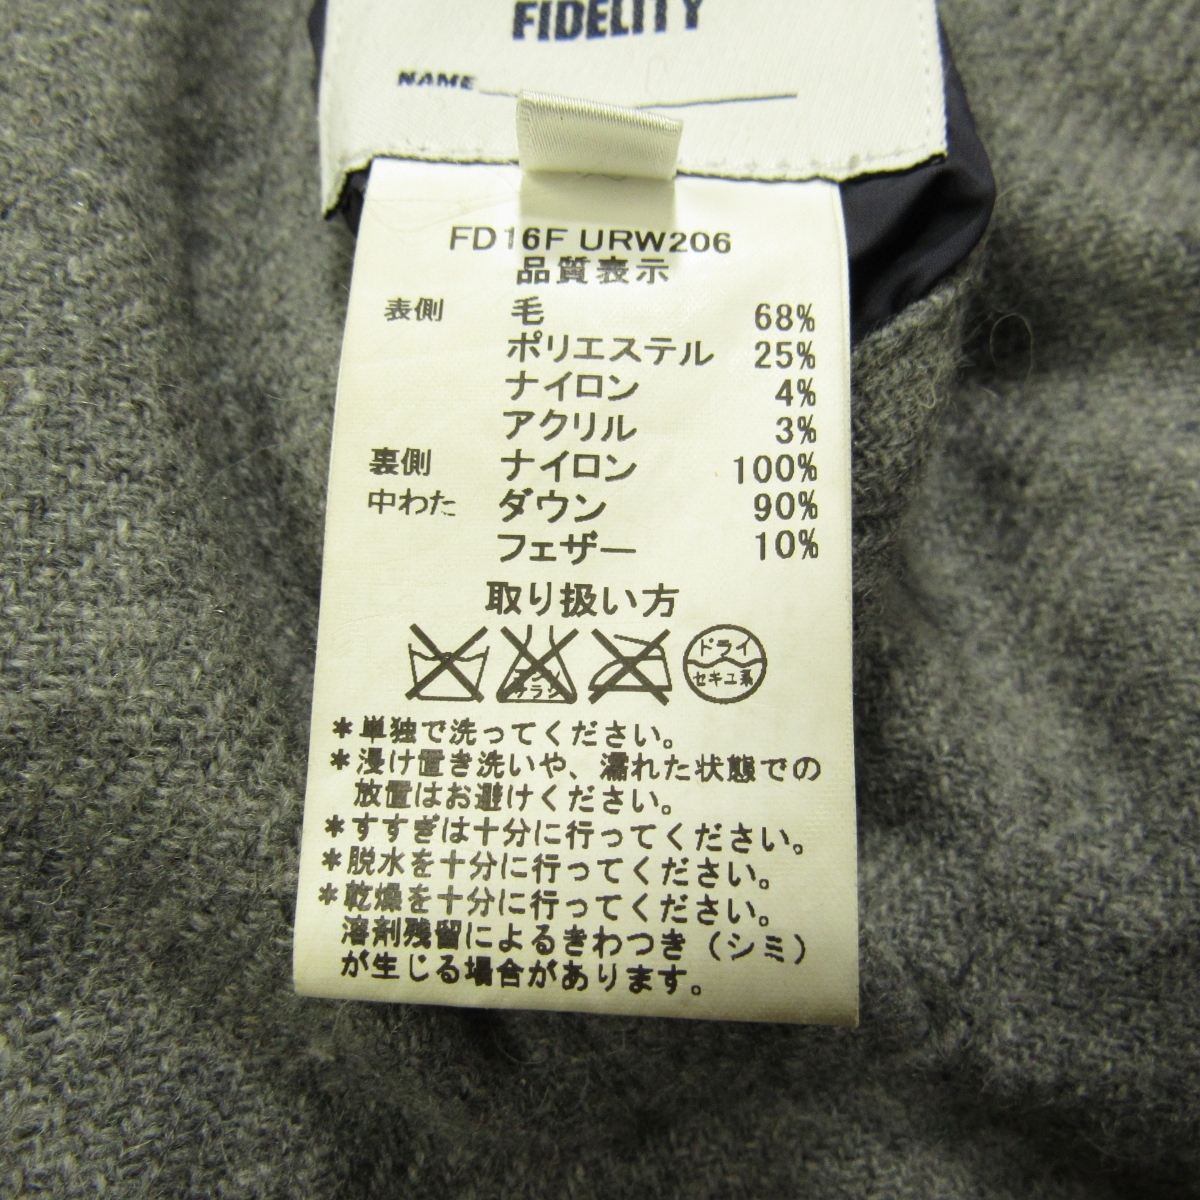 FIDELITY
NAME
FD16F URW206
品質表示
表側 毛 68%
ポリエステル 25%
ナイロン 4%
アクリル 3%
裏側 ナイロン 100%
中わた ダウン 90%
フェザー 10%
取り扱い方
エンソ
サラシ
ドライ
セキユ系
*単独で洗ってください。
*浸け置き洗いや、濡れた状態での
放置はお避けください。
*すすぎは十分に行ってください。
*脱水を十分に行ってください。
*乾燥を十分に行ってください。
溶剤残留によるきわつき(シミ)
が生じる場合があります。